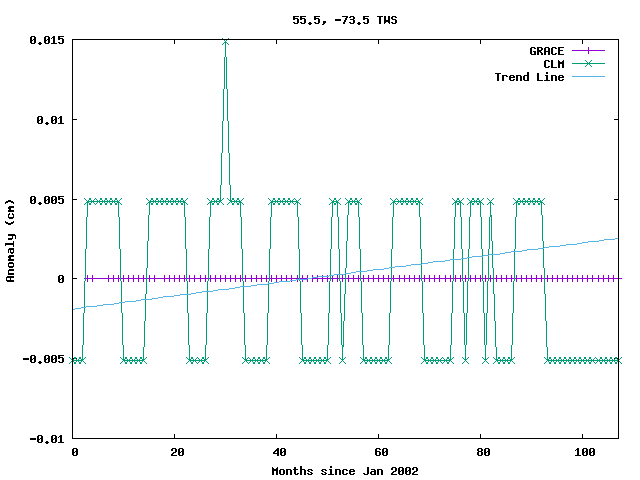 55.5, -73.5 TWS
0.015
GRACE
CLM
Trend Line
0.01
0.005
0
-0.005
-0.01
Anomaly (cm)
0 20 40 60 80 100
Months since Jan 2002